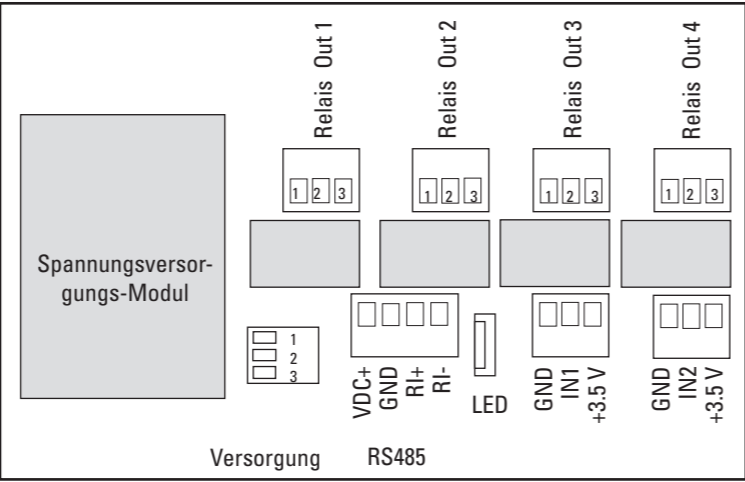 Relais Out 1
Relais Out 2
Relais Out 3
Relais Out 4
1 2 3
1 2 3
1 2 3
1 2 3
Spannungsversor-
gungs-Modul
1
2
3
VDC+
GND
RI+
RI-
LED
GND
IN1
+3.5 V
GND
IN2
+3.5 V
Versorgung
RS485